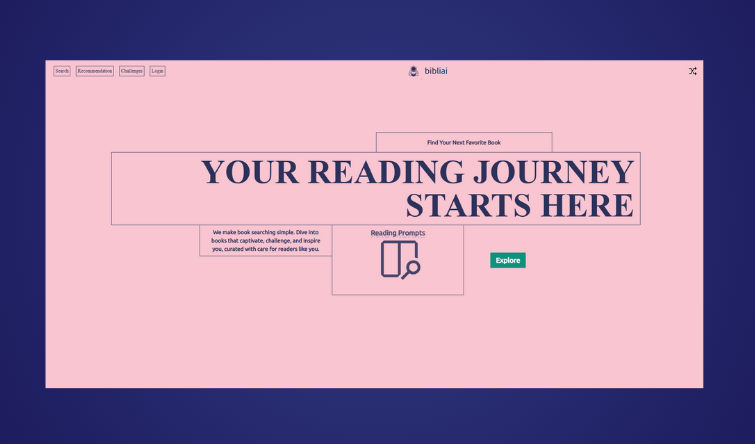 Search
Recommendation
Challenges
Login
bibliai
Find Your Next Favorite Book
YOUR READING JOURNEY
STARTS HERE
We make book searching simple. Dive into
books that captivate, challenge, and inspire
you, curated with care for readers like you.
Reading Prompts
Explore